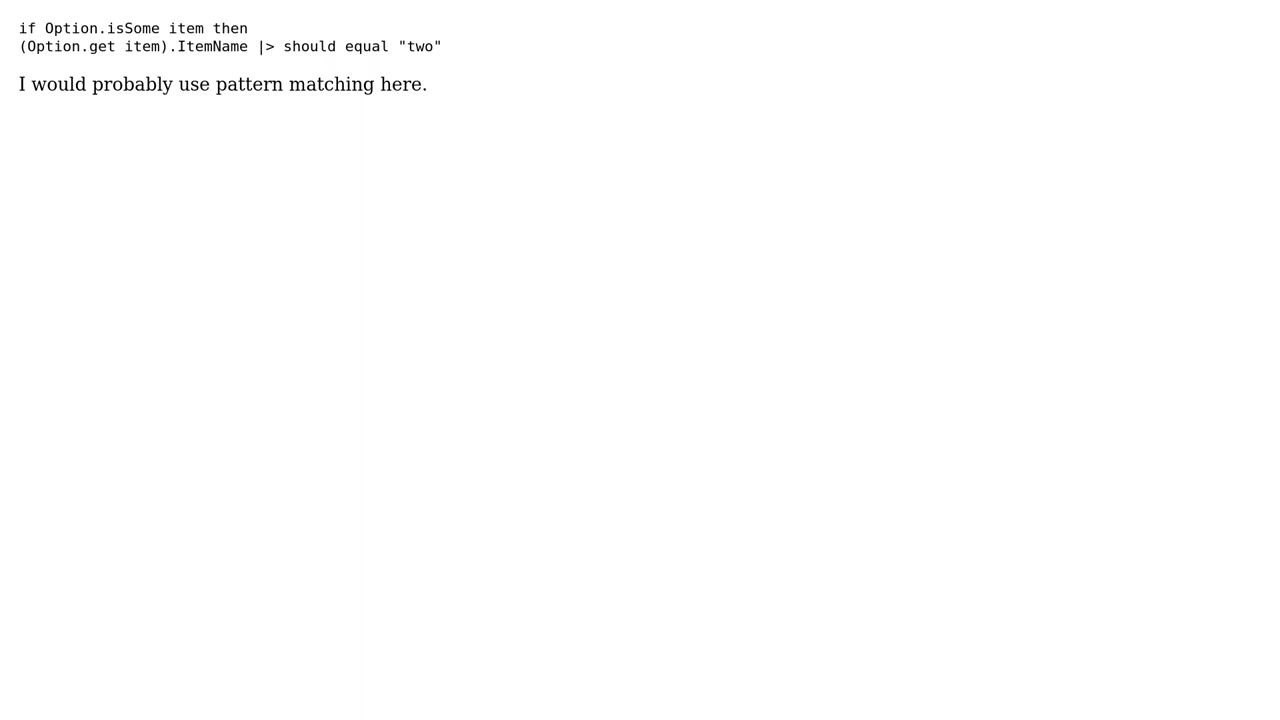 if Option.isSome item then
(Option.get item).ItemName |> should equal "two"
I would probably use pattern matching here.